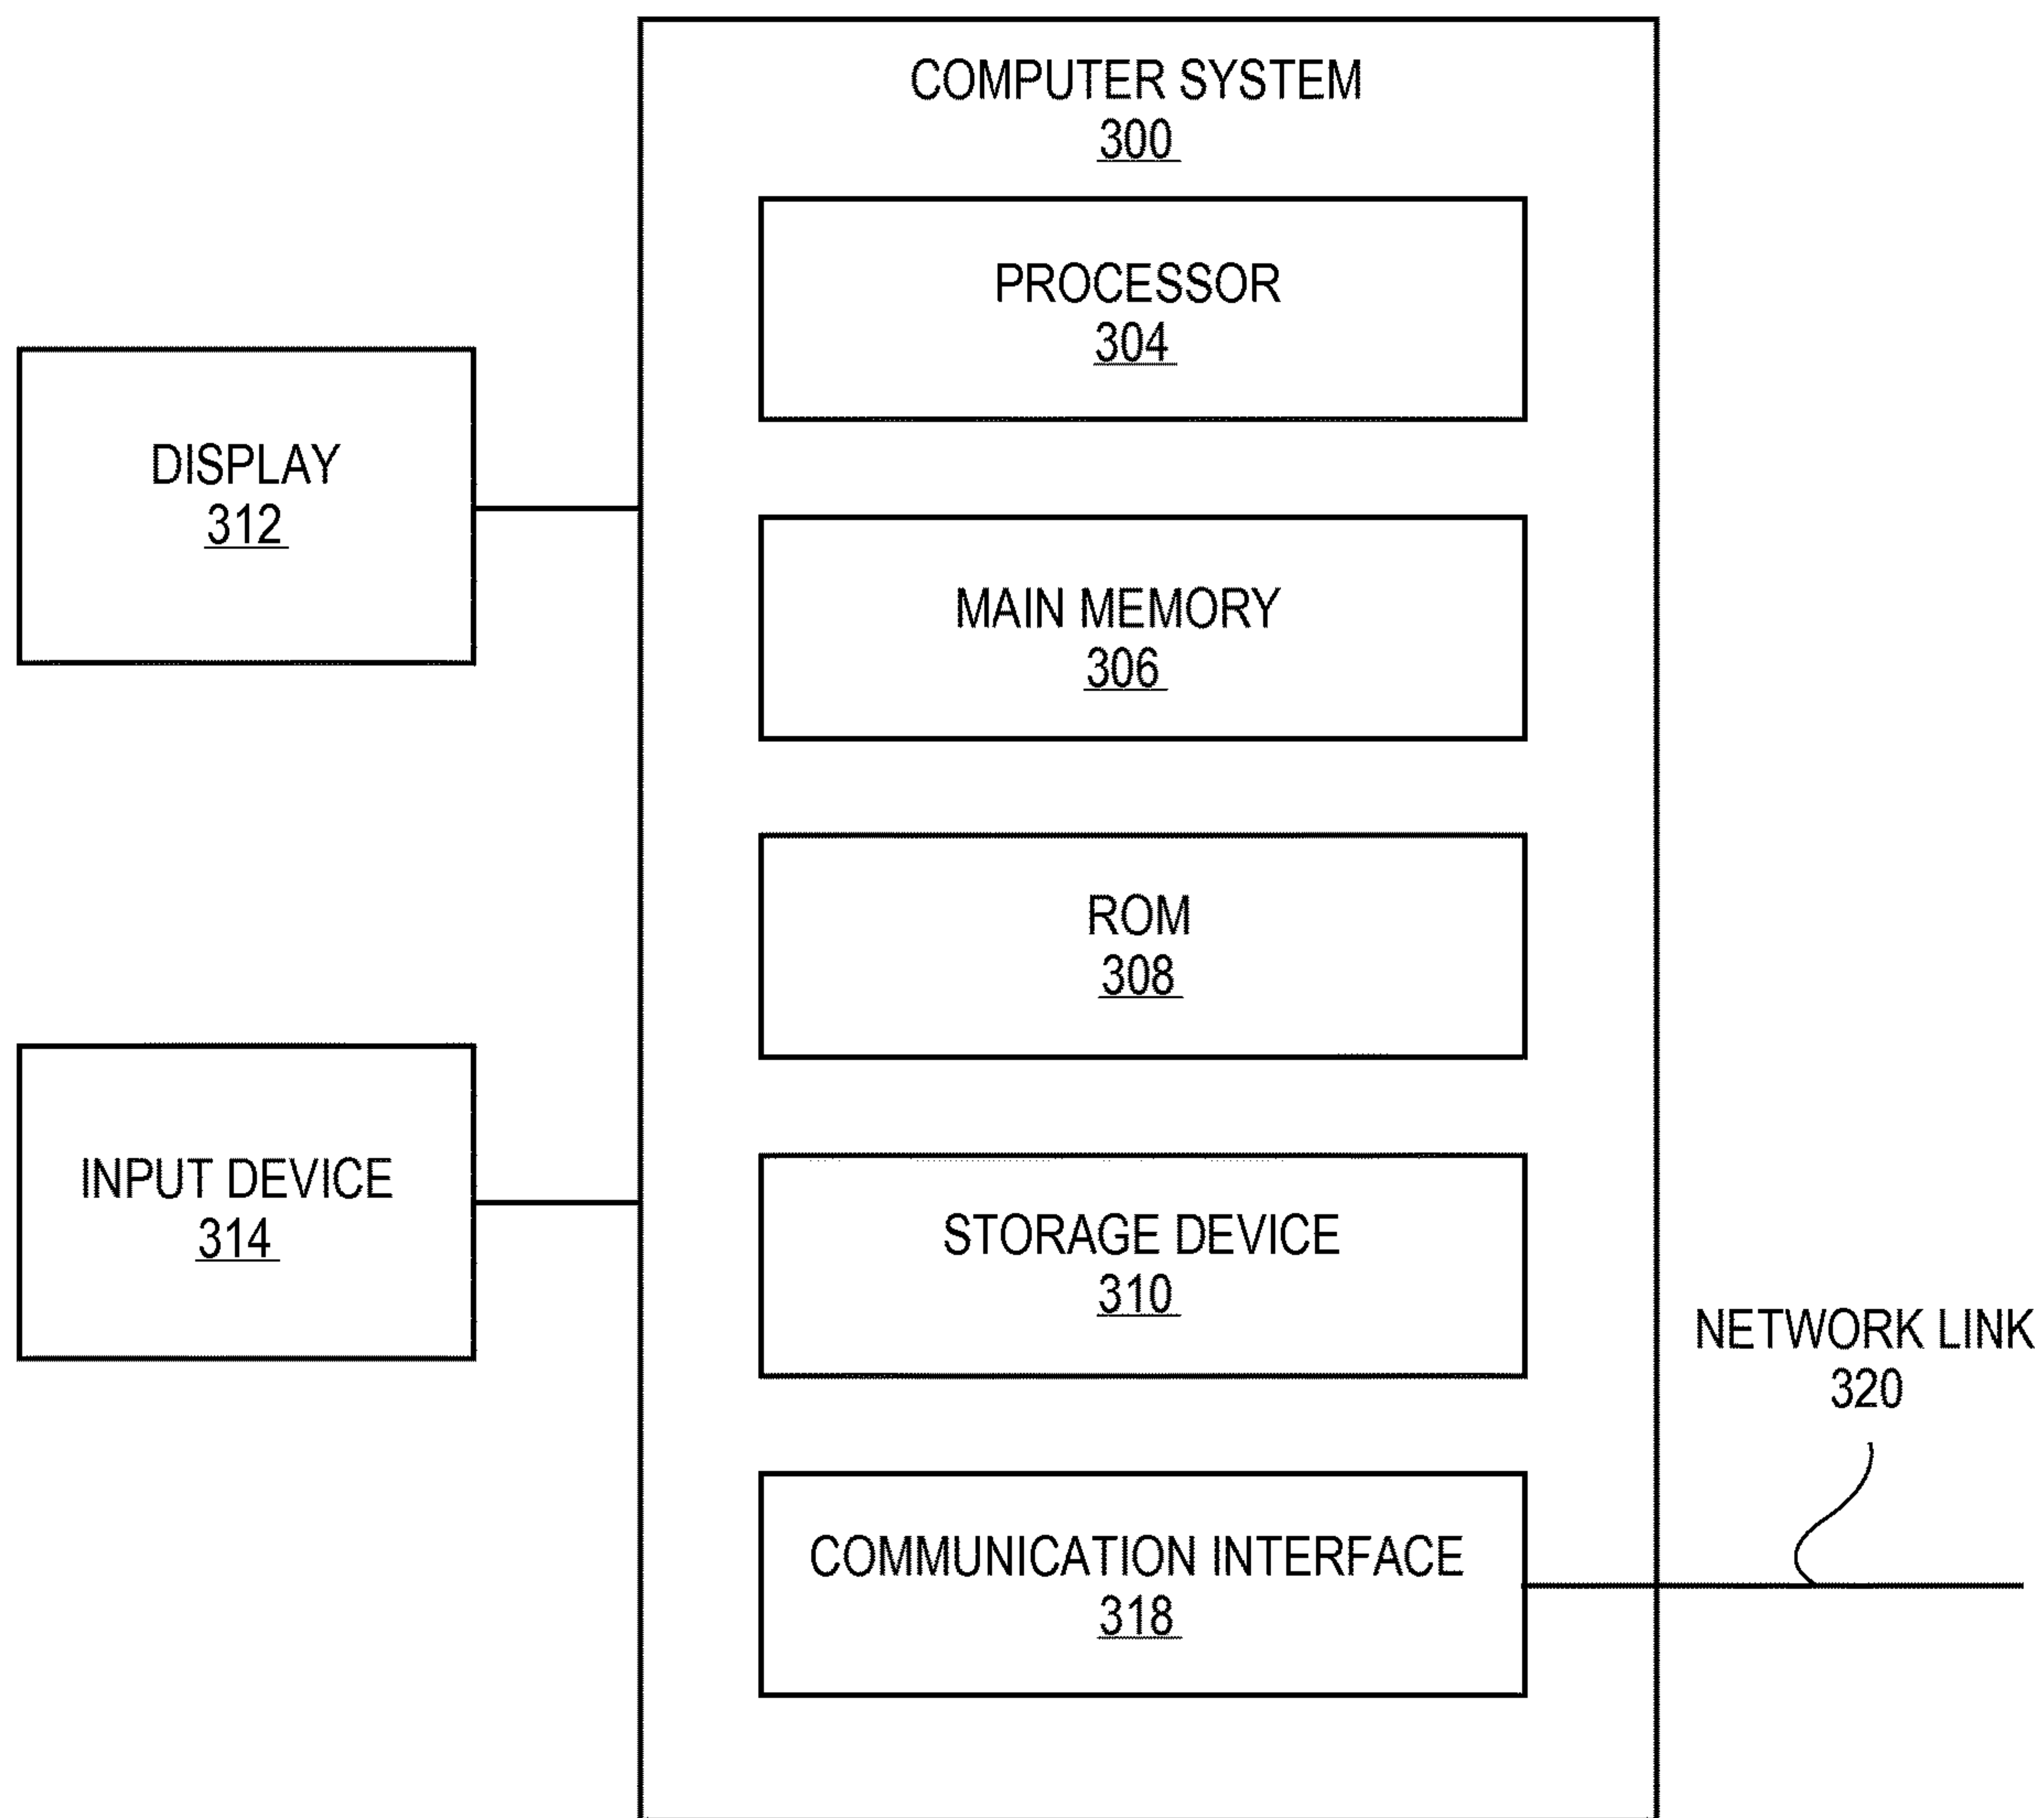 COMPUTER SYSTEM
300
PROCESSOR
304
DISPLAY
312
MAIN MEMORY
306
ROM
308
INPUT DEVICE
314
STORAGE DEVICE
310
NETWORK LINK
320
COMMUNICATION INTERFACE
318